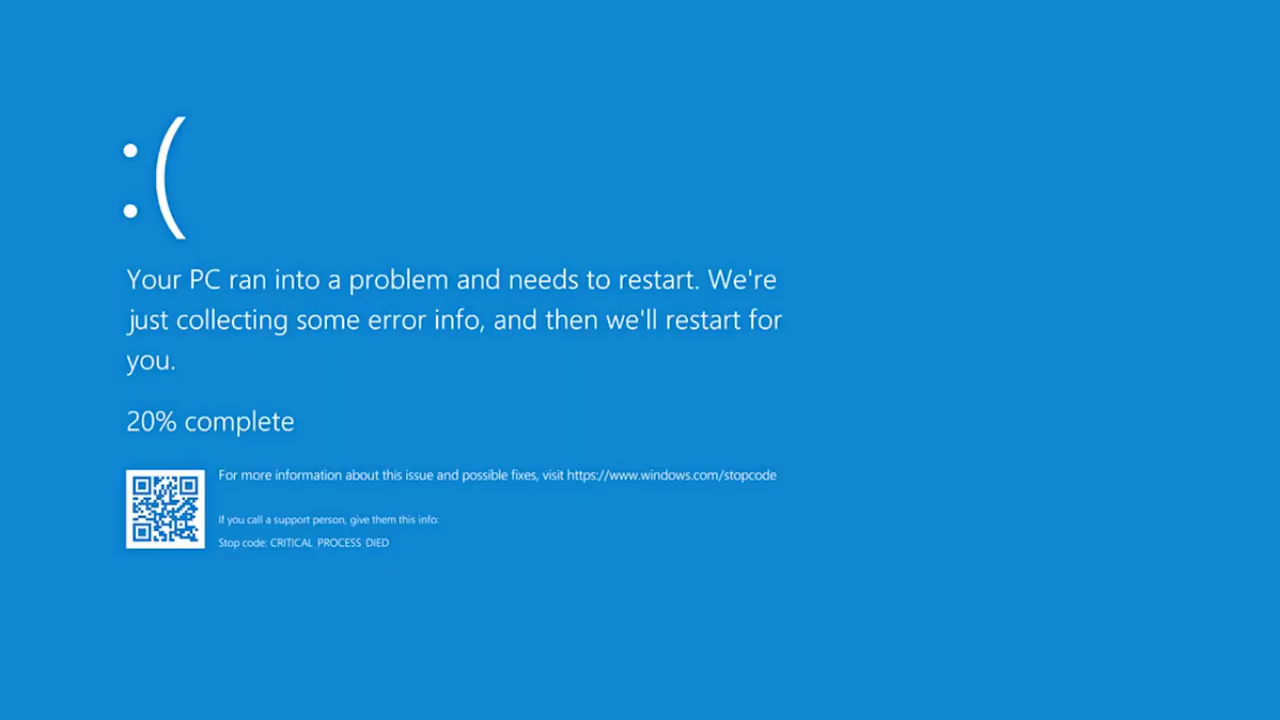 :(
Your PC ran into a problem and needs to restart. We're
just collecting some error info, and then we'll restart for
you.
20% complete
For more information about this issue and possible fixes, visit https://www.windows.com/stopcode
If you call a support person, give them this info:
Stop code: CRITICAL_PROCESS_DIED